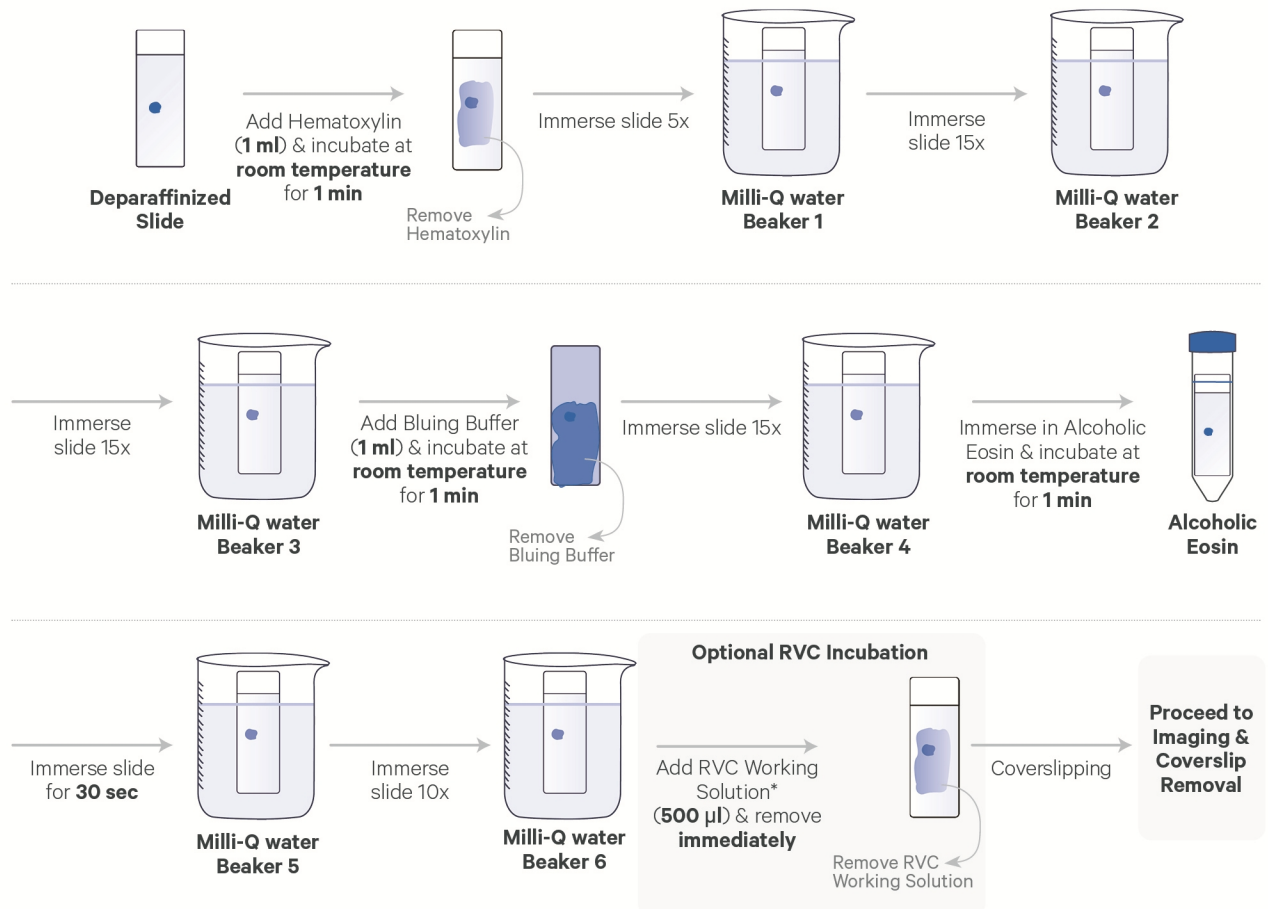 Add Hematoxylin
(1 ml) & incubate at
room temperature
for 1 min
Deparaffinized
Slide
Remove
Hematoxylin
Immerse slide 5x
Milli-Q water
Beaker 1
Immerse
slide 15x
Milli-Q water
Beaker 2
Immerse
slide 15x
Milli-Q water
Beaker 3
Add Bluing Buffer
(1 ml) & incubate at
room temperature
for 1 min
Remove
Bluing Buffer
Immerse slide 15x
Milli-Q water
Beaker 4
Immerse in Alcoholic
Eosin & incubate at
room temperature
for 1 min
Alcoholic
Eosin
Immerse slide
for 30 sec
Milli-Q water
Beaker 5
Immerse
slide 10x
Milli-Q water
Beaker 6
Optional RVC Incubation
Add RVC Working
Solution*
(500 µl) & remove
immediately
Remove RVC
Working Solution
Coverslipping
Proceed to
Imaging &
Coverslip
Removal